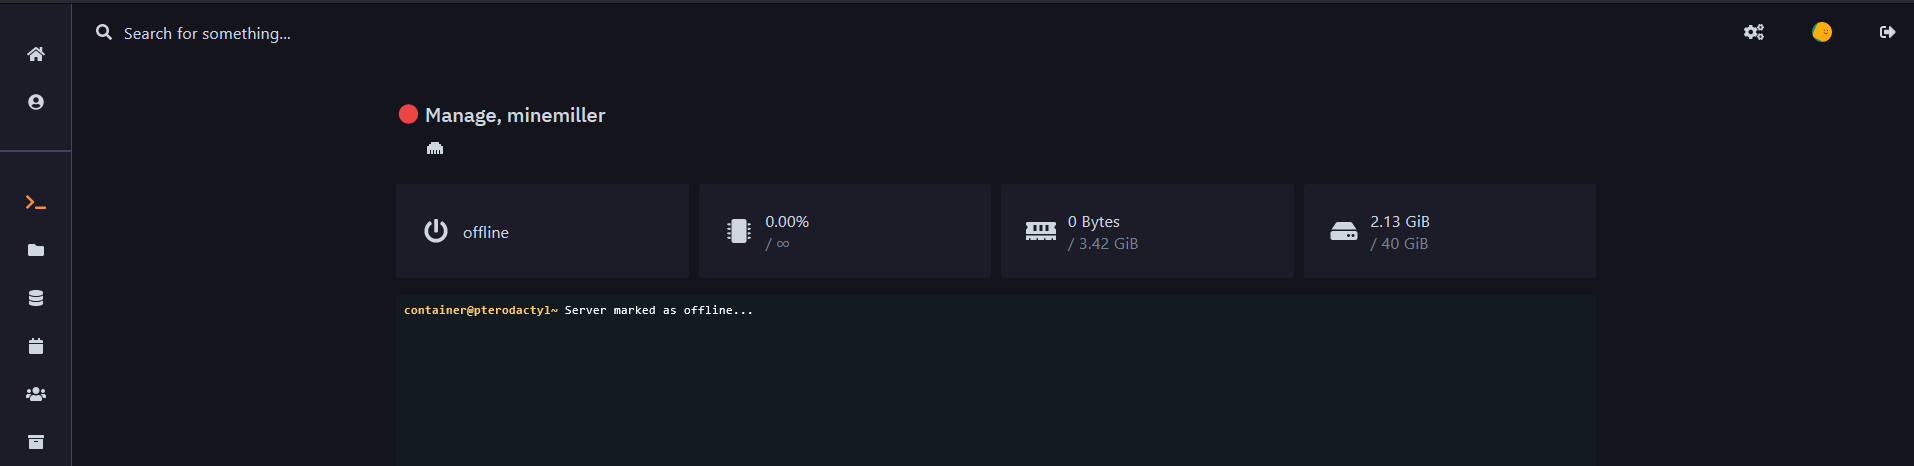 Search for something...
Manage, minemiller
offline
0.00%
/ ∞
0 Bytes
/ 3.42 GiB
2.13 GiB
/ 40 GiB
container@pterodactyl~ Server marked as offline...